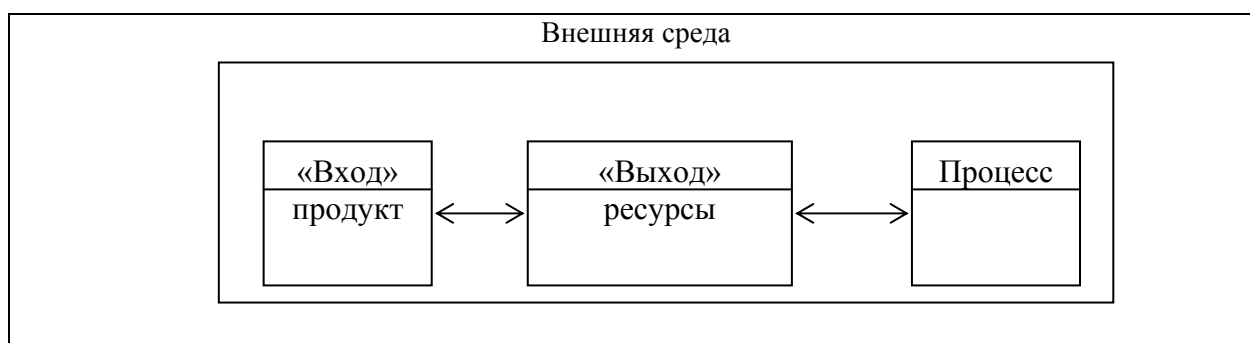 Внешняя среда
«Вход»
продукт
«Выход»
ресурсы
Процесс